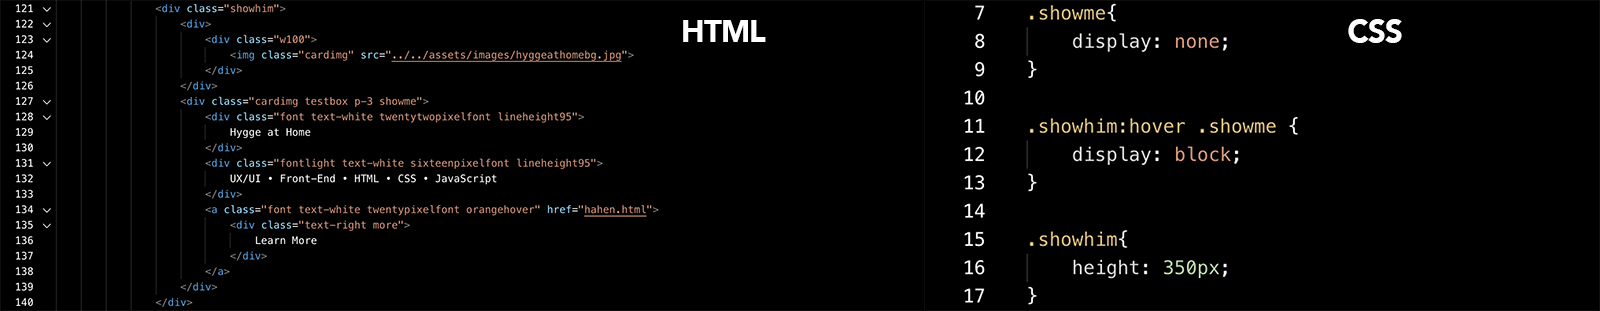 121 <div class="showhim">
122 <div>
123 <div class="w100">
124 <img class="cardimg" src="../../assets/images/hyggeathomebg.jpg">
125 </div>
126 </div>
127 <div class="cardimg testbox p-3 showme">
128 <div class="font text-white twentytwopixelfont lineheight95">
129 Hygge at Home
130 </div>
131 <div class="fontlight text-white sixteenpixelfont lineheight95">
132 UX/UI • Front-End • HTML • CSS • JavaScript
133 </div>
134 <a class="font text-white twentypixelfont orangehover" href="hahen.html">
135 <div class="text-right more">
136 Learn More
137 </div>
138 </a>
139 </div>
140 </div>
HTML
7 .showme{
8 display: none;
9 }
10
11 .showhim:hover .showme {
12 display: block;
13 }
14
15 .showhim{
16 height: 350px;
17 }
CSS